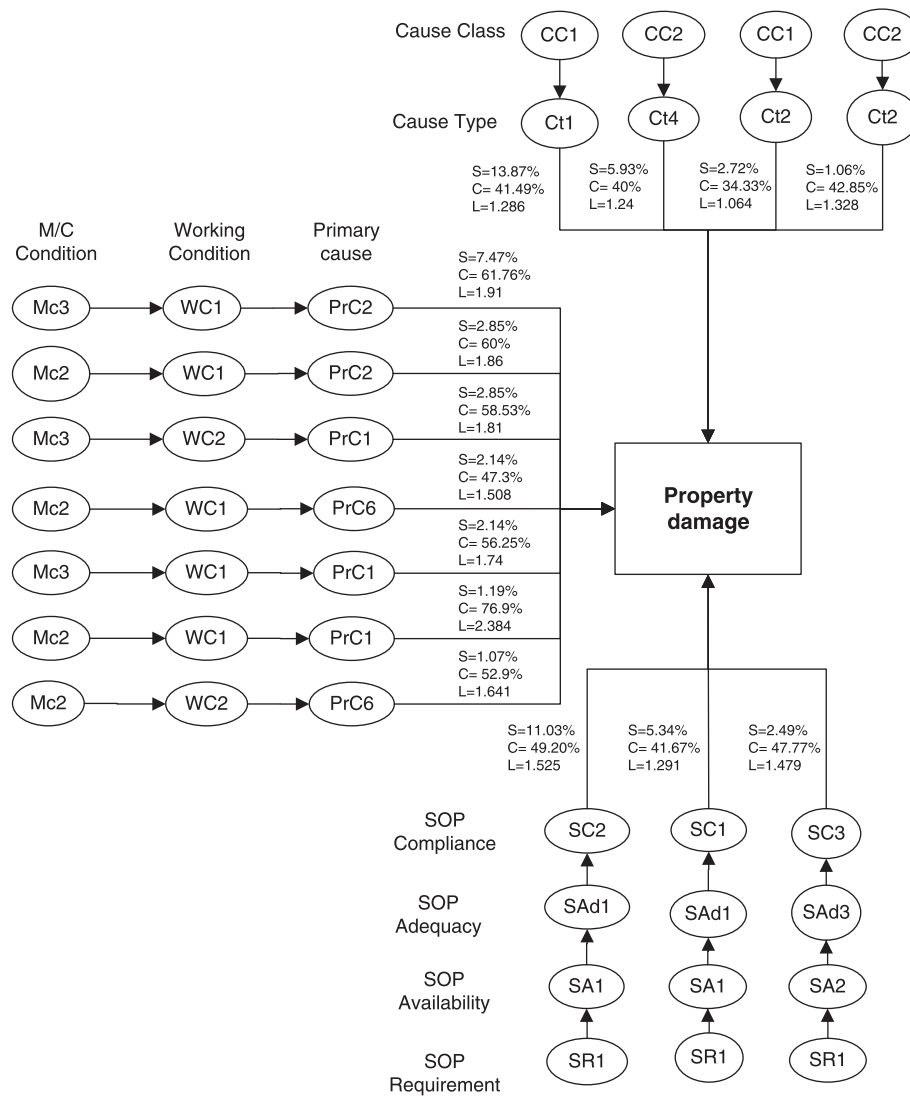 Cause Class
CC1
CC2
CC1
CC2
Cause Type
Ct1
Ct4
Ct2
Ct2
S=13.87%
C= 41.49%
L=1.286
S=5.93%
C= 40%
L=1.24
S=2.72%
C= 34.33%
L=1.064
S=1.06%
C= 42.85%
L=1.328
M/C
Condition
Working
Condition
Primary
cause
Mc3
WC1
PrC2
S=7.47%
C= 61.76%
L=1.91
Mc2
WC1
PrC2
S=2.85%
C= 60%
L=1.86
Mc3
WC2
PrC1
S=2.85%
C= 58.53%
L=1.81
Mc2
WC1
PrC6
S=2.14%
C= 47.3%
L=1.508
Mc3
WC1
PrC1
S=2.14%
C= 56.25%
L=1.74
Mc2
WC1
PrC1
S=1.19%
C= 76.9%
L=2.384
Mc2
WC2
PrC6
S=1.07%
C= 52.9%
L=1.641
Property
damage
S=11.03%
C= 49.20%
L=1.525
S=5.34%
C= 41.67%
L=1.291
S=2.49%
C= 47.77%
L=1.479
SOP
Compliance
SC2
SC1
SC3
SOP
Adequacy
SAd1
SAd1
SAd3
SOP
Availability
SA1
SA1
SA2
SOP
Requirement
SR1
SR1
SR1